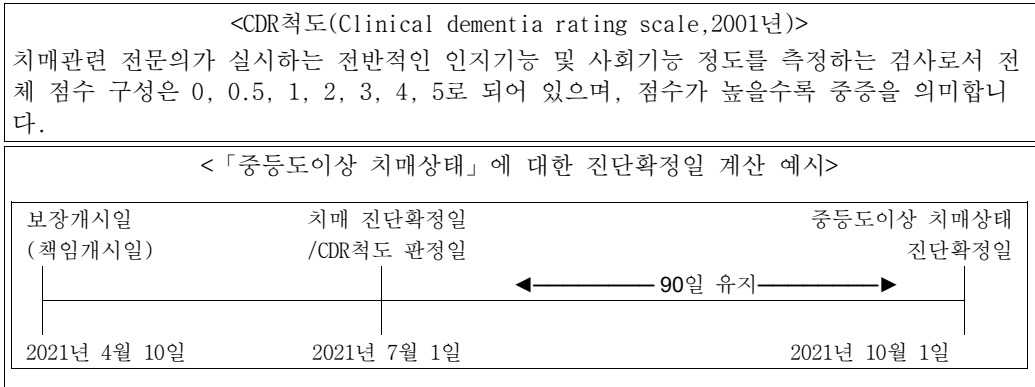 <CDR척도(Clinical dementia rating scale,2001년)>
치매관련 전문의가 실시하는 전반적인 인지기능 및 사회기능 정도를 측정하는 검사로서 전
체 점수 구성은 0, 0.5, 1, 2, 3, 4, 5로 되어 있으며, 점수가 높을수록 중증을 의미합니
다.
<「중등도이상 치매상태」에 대한 진단확정일 계산 예시>
보장개시일 치매 진단확정일 중등도이상 치매상태
(책임개시일) /CDR척도 판정일 진단확정일
90일 유지
2021년 4월 10일 2021년 7월 1일 2021년 10월 1일